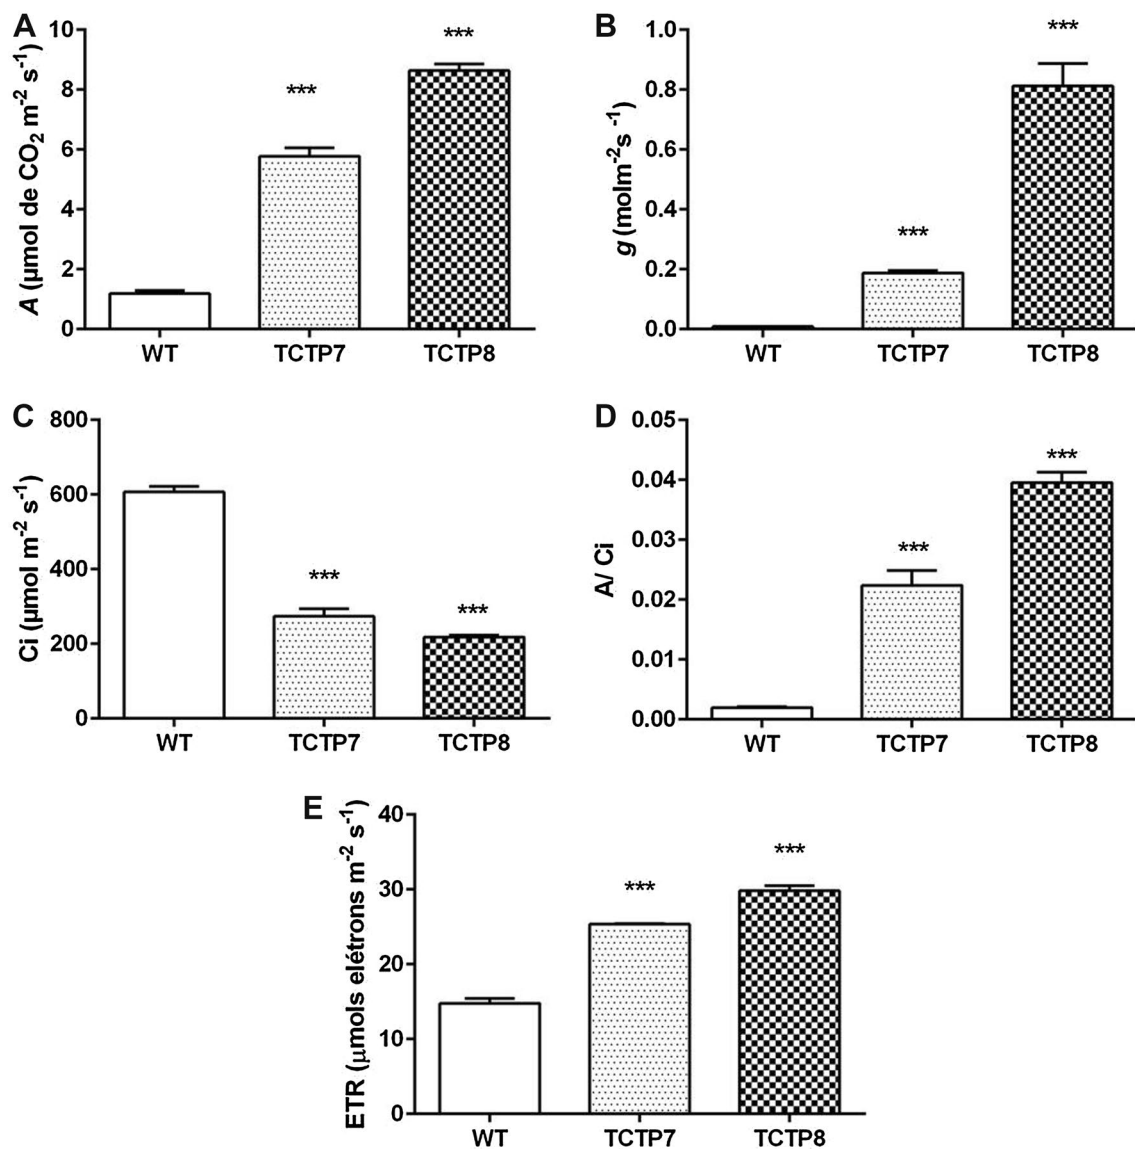 A
A (µmol de CO2 m-2 s-1)
10
8
6
4
2
0
***
***
WT
TCTP7
TCTP8
B
g (molm-2s -1)
1.0
0.8
0.6
0.4
0.2
0.0
***
***
WT
TCTP7
TCTP8
C
Ci (µmol m-2 s-1)
800
600
400
200
0
***
***
WT
TCTP7
TCTP8
D
A/ Ci
0.05
0.04
0.03
0.02
0.01
0.00
***
***
WT
TCTP7
TCTP8
E
ETR (µmols elétrons m-2 s-1)
40
30
20
10
0
***
***
WT
TCTP7
TCTP8